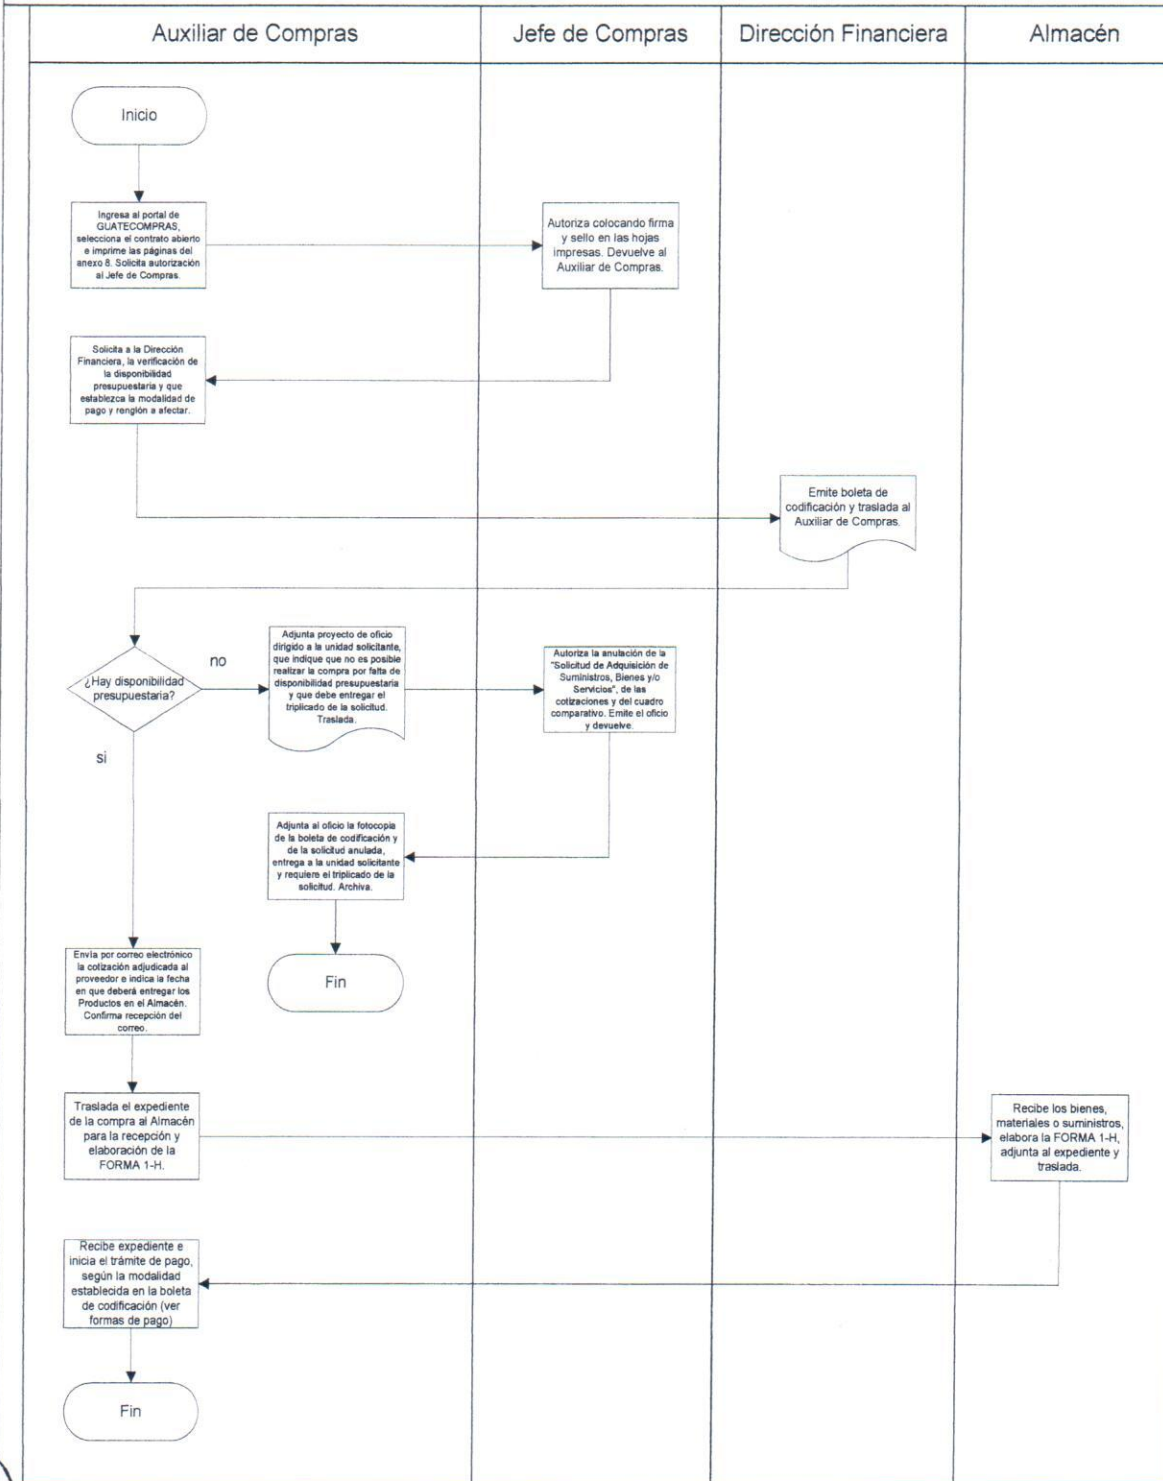 Auxiliar de Compras
Jefe de Compras
Dirección Financiera
Almacén
Inicio
Ingresa al portal de
GUATECOMPRAS,
selecciona el contrato abierto
e imprime las páginas del
anexo 8. Solicita autorización
al Jefe de Compras.
Autoriza colocando firma
y sello en las hojas
impresas. Devuelve al
Auxiliar de Compras.
Solicita a la Dirección
Financiera, la verificación de
la disponibilidad
presupuestaria y que
establezca la modalidad de
pago y renglón a afectar.
Emite boleta de
codificación y traslada al
Auxiliar de Compras.
¿Hay disponibilidad
presupuestaria?
no
si
Adjunta proyecto de oficio
dirigido a la unidad solicitante,
que indique que no es posible
realizar la compra por falta de
disponibilidad presupuestaria
y que debe entregar el
triplicado de la solicitud.
Traslada.
Autoriza la anulación de la
"Solicitud de Adquisición de
Suministros, Bienes y/o
Servicios", de las
cotizaciones y del cuadro
comparativo. Emite el oficio
y devuelve.
Adjunta al oficio la fotocopia
de la boleta de codificación y
de la solicitud anulada,
entrega a la unidad solicitante
y requiere el triplicado de la
solicitud. Archiva.
Fin
Envía por correo electrónico
la cotización adjudicada al
proveedor e indica la fecha
en que deberá entregar los
Productos en el Almacén.
Confirma recepción del
correo.
Traslada el expediente
de la compra al Almacén
para la recepción y
elaboración de la
FORMA 1-H.
Recibe los bienes,
materiales o suministros,
elabora la FORMA 1-H,
adjunta al expediente y
traslada.
Recibe expediente e
inicia el trámite de pago,
según la modalidad
establecida en la boleta
de codificación (ver
formas de pago)
Fin